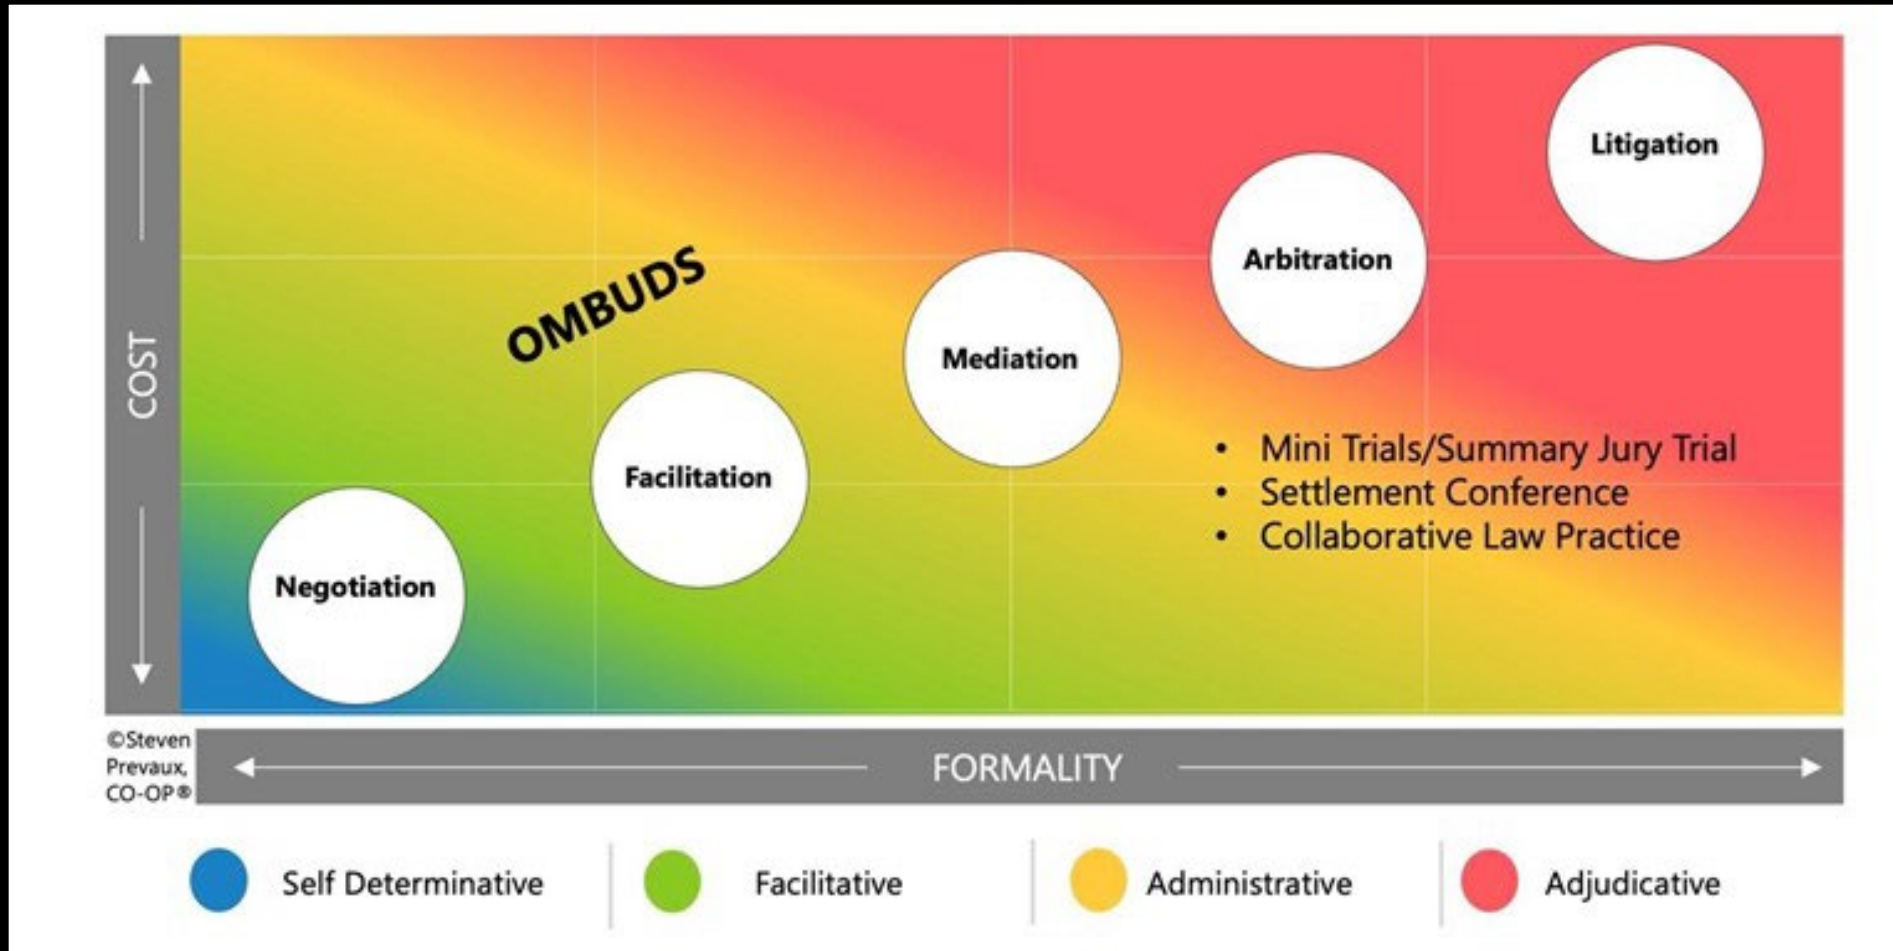 Litigation
Arbitration
OMBUDS
Mediation
COST
Facilitation
• Mini Trials/Summary Jury Trial
• Settlement Conference
• Collaborative Law Practice
Negotiation
©Steven
Prevaux,
CO-OP®
FORMALITY
Self Determinative
Facilitative
Administrative
Adjudicative